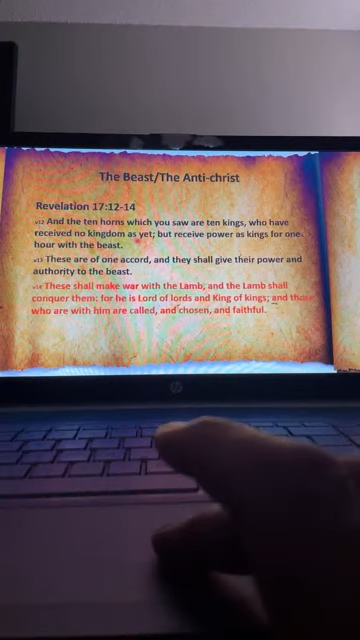 The Beast/The Anti-christ
Revelation 17:12-14
v12 And the ten horns which you saw are ten kings, who have
received no kingdom as yet; but receive power as kings for one
hour with the beast.
v13 These are of one accord, and they shall give their power and
authority to the beast.
v14 These shall make war with the Lamb, and the Lamb shall
conquer them: for he is Lord of lords and King of kings; and those
who are with him are called, and chosen, and faithful.
hp